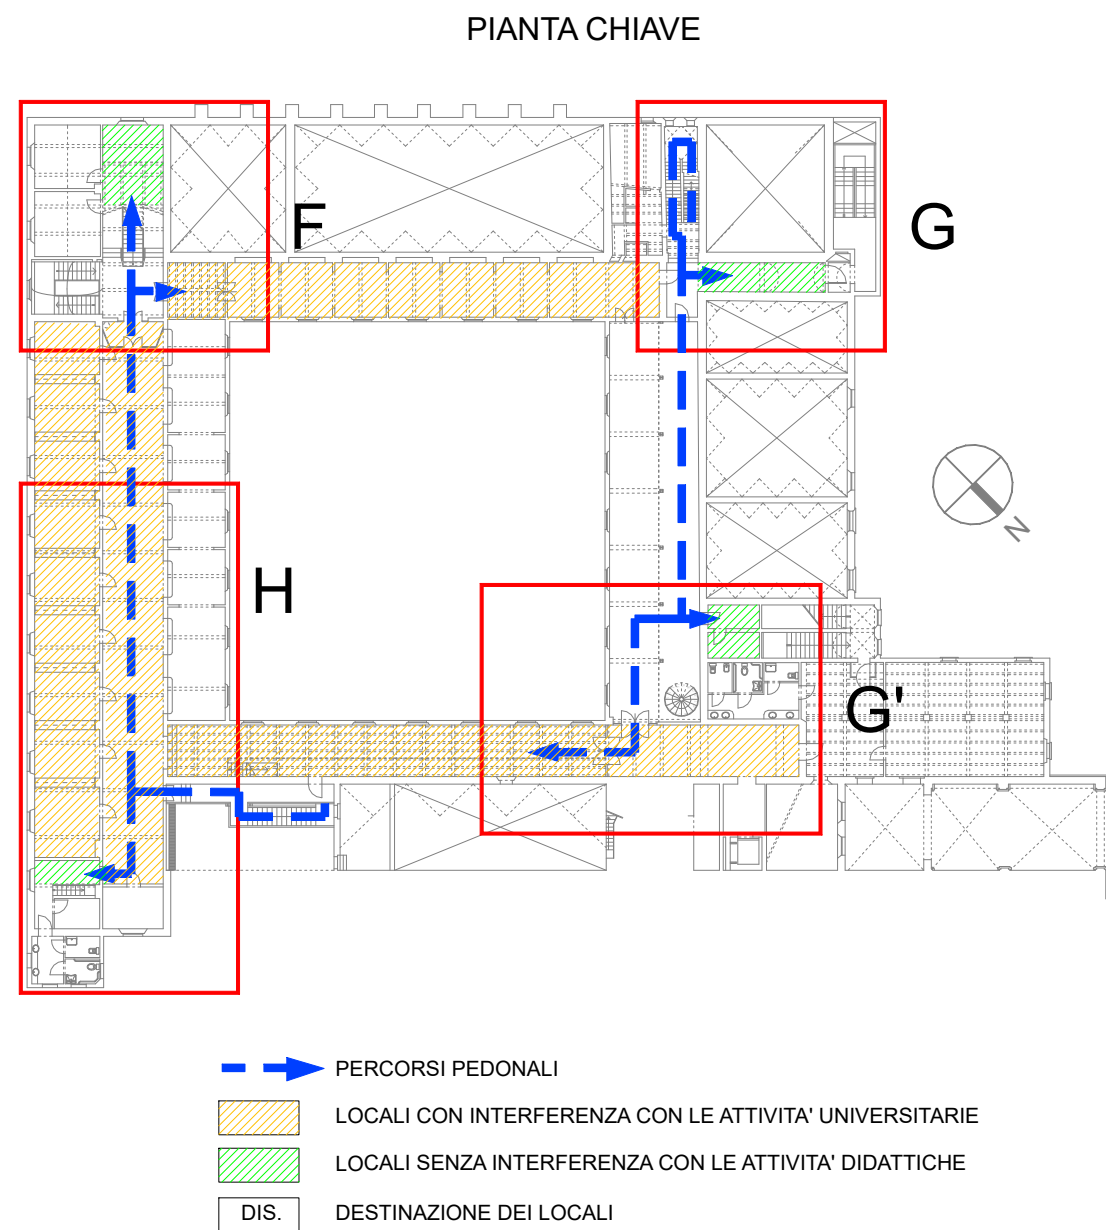 PIANTA CHIAVE
F
G
N
H
G'
PERCORSI PEDONALI
LOCALI CON INTERFERENZA CON LE ATTIVITA' UNIVERSITARIE
LOCALI SENZA INTERFERENZA CON LE ATTIVITA' DIDATTICHE
DIS. DESTINAZIONE DEI LOCALI